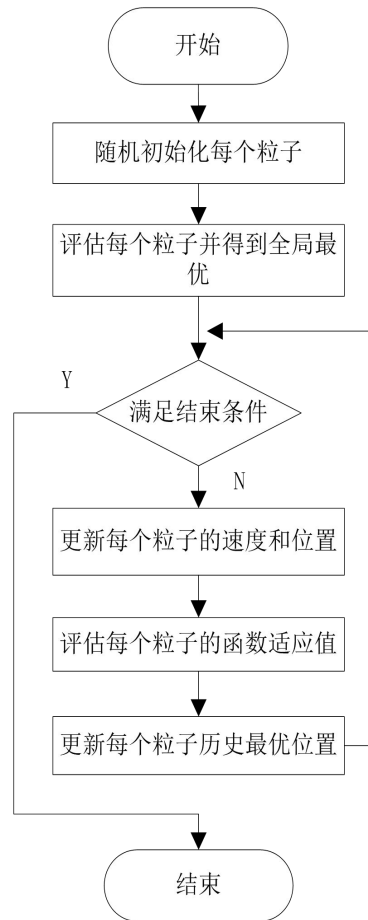 开始
随机初始化每个粒子
评估每个粒子并得到全局最
优
Y
满足结束条件
N
更新每个粒子的速度和位置
评估每个粒子的函数适应值
更新每个粒子历史最优位置
结束